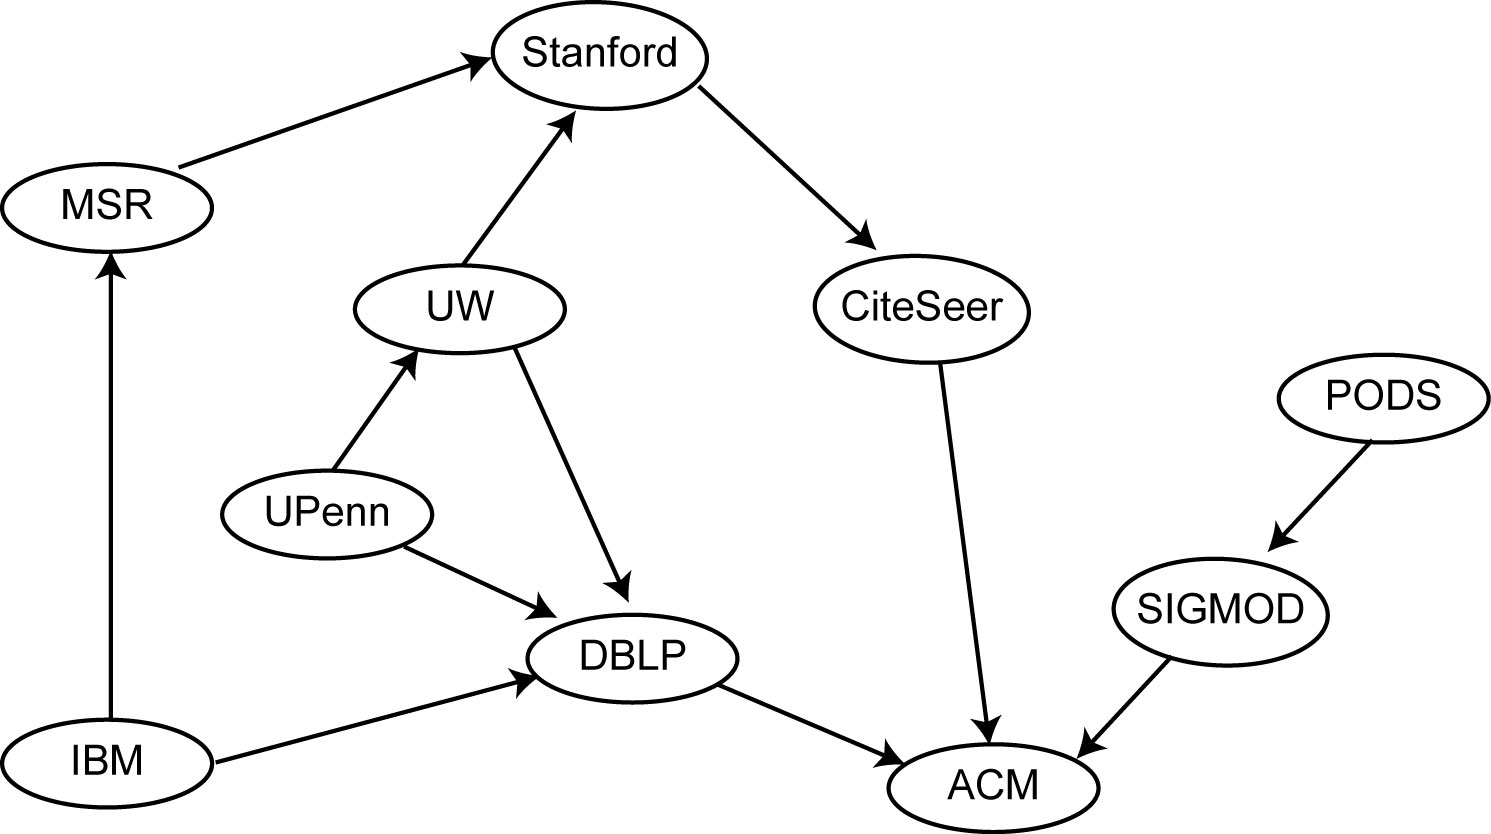 Stanford
MSR
UW
CiteSeer
PODS
UPenn
SIGMOD
DBLP
IBM
ACM